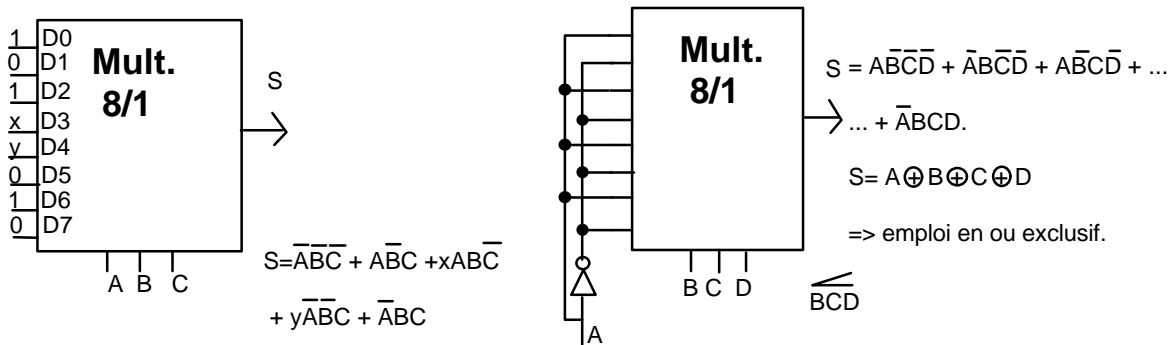 1 D0
0 D1
1 D2
x D3
y D4
0 D5
1 D6
0 D7
Mult.
8/1
S
A B C
S=A̅B̅C̅ + AB̅C +xABC̅
+ yA̅B̅C + A̅BC
Mult.
8/1
B C D
A
S = AB̅C̅D̅ + A̅BC̅D̅ + AB̅CD̅ + ...
... + A̅BCD.
S= A⊕B⊕C⊕D
=> emploi en ou exclusif.
BCD